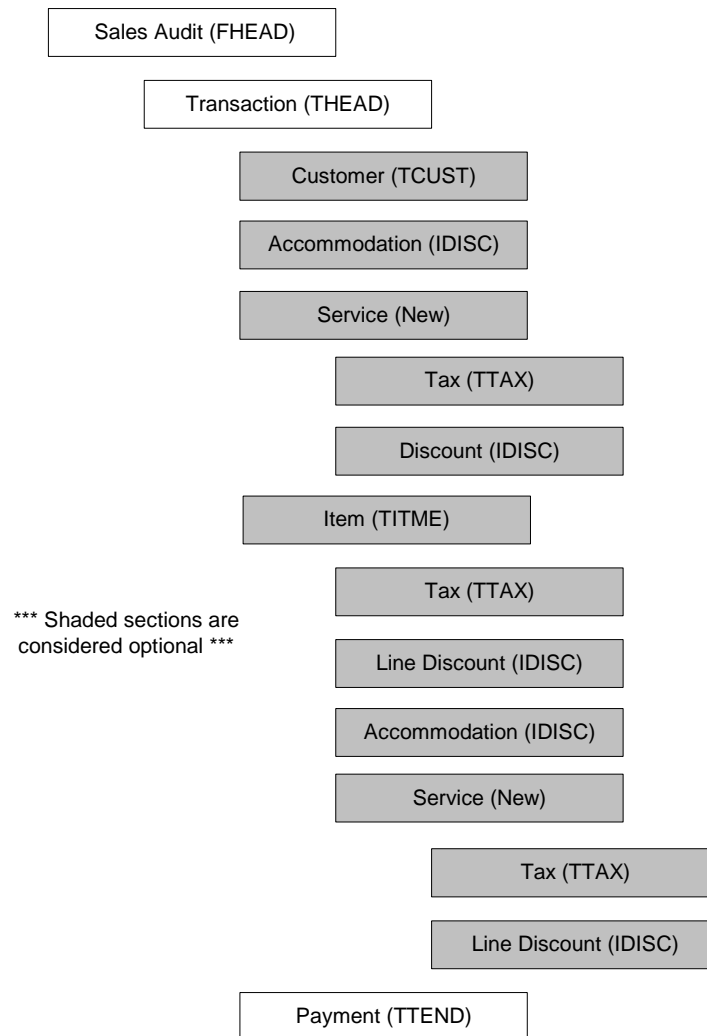 Sales Audit (FHEAD)
Transaction (THEAD)
Customer (TCUST)
Accommodation (IDISC)
Service (New)
Tax (TTAX)
Discount (IDISC)
Item (TITME)
Tax (TTAX)
*** Shaded sections are
considered optional ***
Line Discount (IDISC)
Accommodation (IDISC)
Service (New)
Tax (TTAX)
Line Discount (IDISC)
Payment (TTEND)